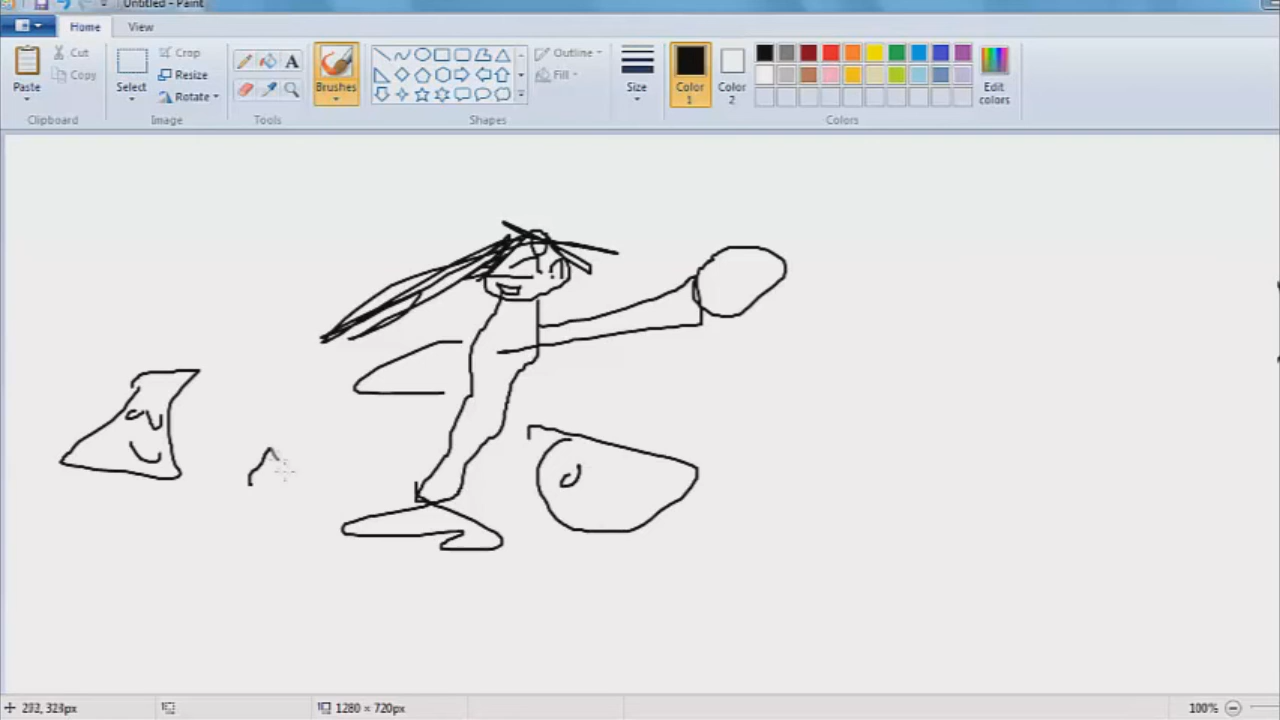 Untitled - Paint
Home View
Paste
Cut
Copy
Clipboard
Select
Crop
Resize
Rotate
Image
A
Tools
Brushes
Shapes
Outline
Fill
Size
Color 1
Color 2
Edit colors
Colors
1280 × 720px
100%